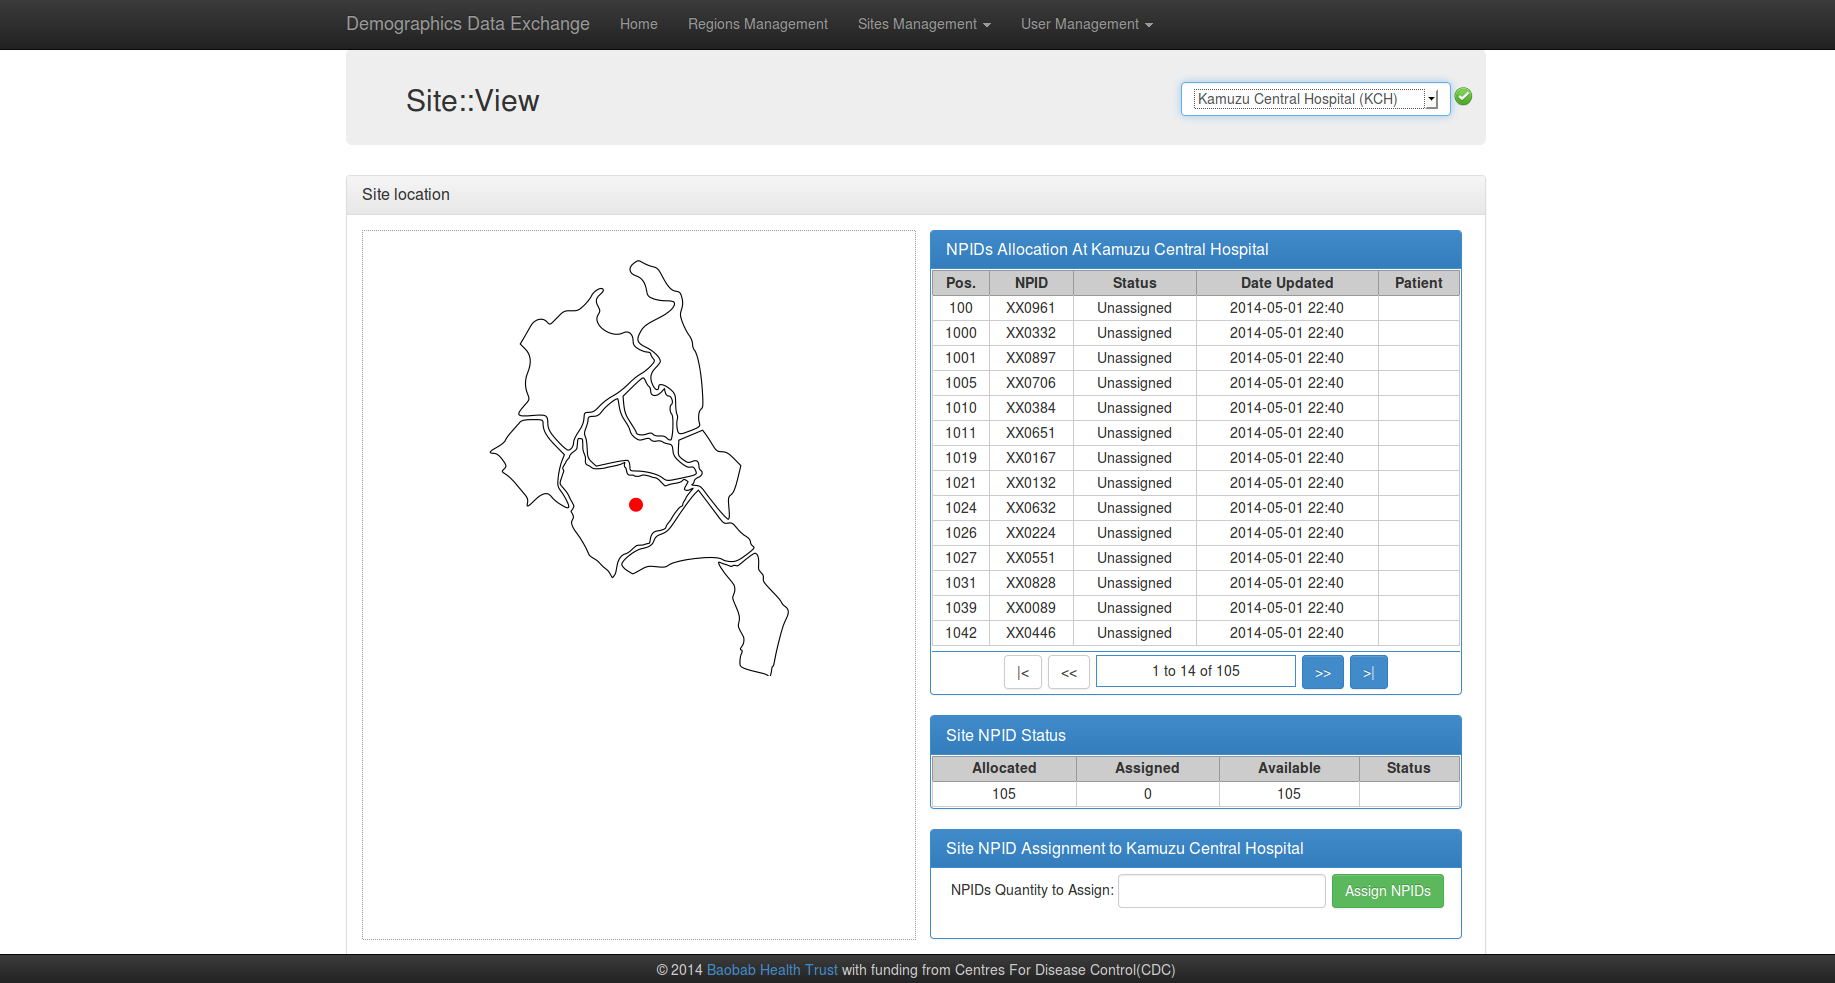 Demographics Data Exchange Home Regions Management Sites Management User Management
Site::View
Kamuzu Central Hospital (KCH)
Site location
NPIDs Allocation At Kamuzu Central Hospital
Pos. NPID Status Date Updated Patient
100 XX0961 Unassigned 2014-05-01 22:40
1000 XX0332 Unassigned 2014-05-01 22:40
1001 XX0897 Unassigned 2014-05-01 22:40
1005 XX0706 Unassigned 2014-05-01 22:40
1010 XX0384 Unassigned 2014-05-01 22:40
1011 XX0651 Unassigned 2014-05-01 22:40
1019 XX0167 Unassigned 2014-05-01 22:40
1021 XX0132 Unassigned 2014-05-01 22:40
1024 XX0632 Unassigned 2014-05-01 22:40
1026 XX0224 Unassigned 2014-05-01 22:40
1027 XX0551 Unassigned 2014-05-01 22:40
1031 XX0828 Unassigned 2014-05-01 22:40
1039 XX0089 Unassigned 2014-05-01 22:40
1042 XX0446 Unassigned 2014-05-01 22:40
|< << 1 to 14 of 105 >> >|
Site NPID Status
Allocated Assigned Available Status
105 0 105
Site NPID Assignment to Kamuzu Central Hospital
NPIDs Quantity to Assign: Assign NPIDs
© 2014 Baobab Health Trust with funding from Centres For Disease Control(CDC)